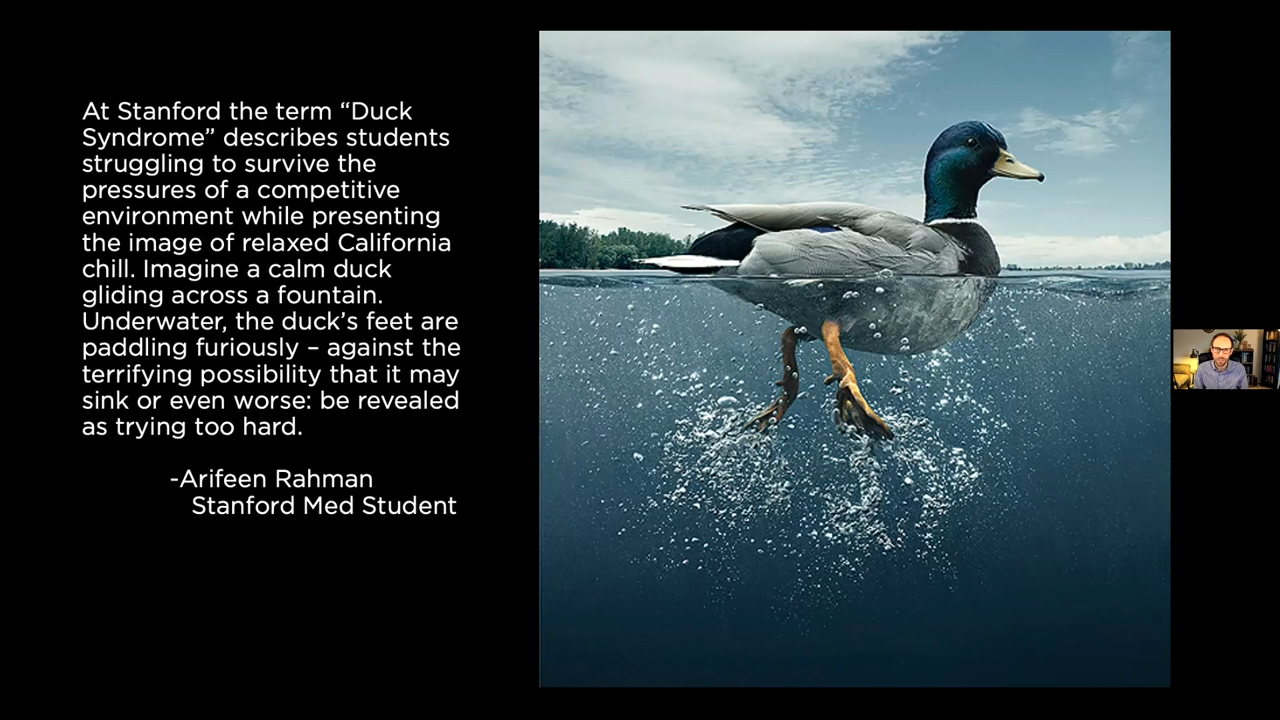 At Stanford the term “Duck
Syndrome” describes students
struggling to survive the
pressures of a competitive
environment while presenting
the image of relaxed California
chill. Imagine a calm duck
gliding across a fountain.
Underwater, the duck’s feet are
paddling furiously – against the
terrifying possibility that it may
sink or even worse: be revealed
as trying too hard.
-Arifeen Rahman
Stanford Med Student